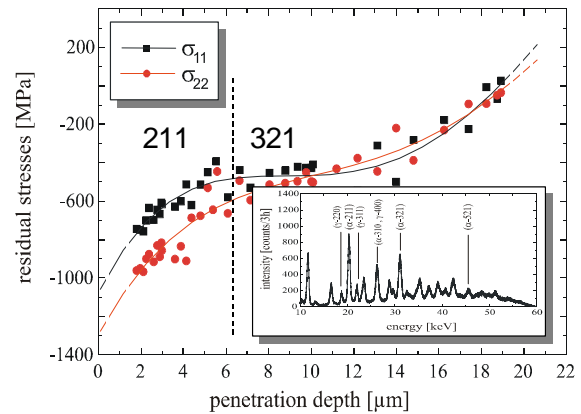 σ11
σ22
211 321
residual stresses [MPa]
200
-200
-600
-1000
-1400
0 2 4 6 8 10 12 14 16 18 20 22
penetration depth [µm]
intensity [counts/3h]
1400
1200
1000
800
600
400
200
0
(γ-220)
(α-211)
(γ-311)
(α-310, γ-400)
(α-321)
(α-521)
10 20 30 40 50 60
energy [keV]